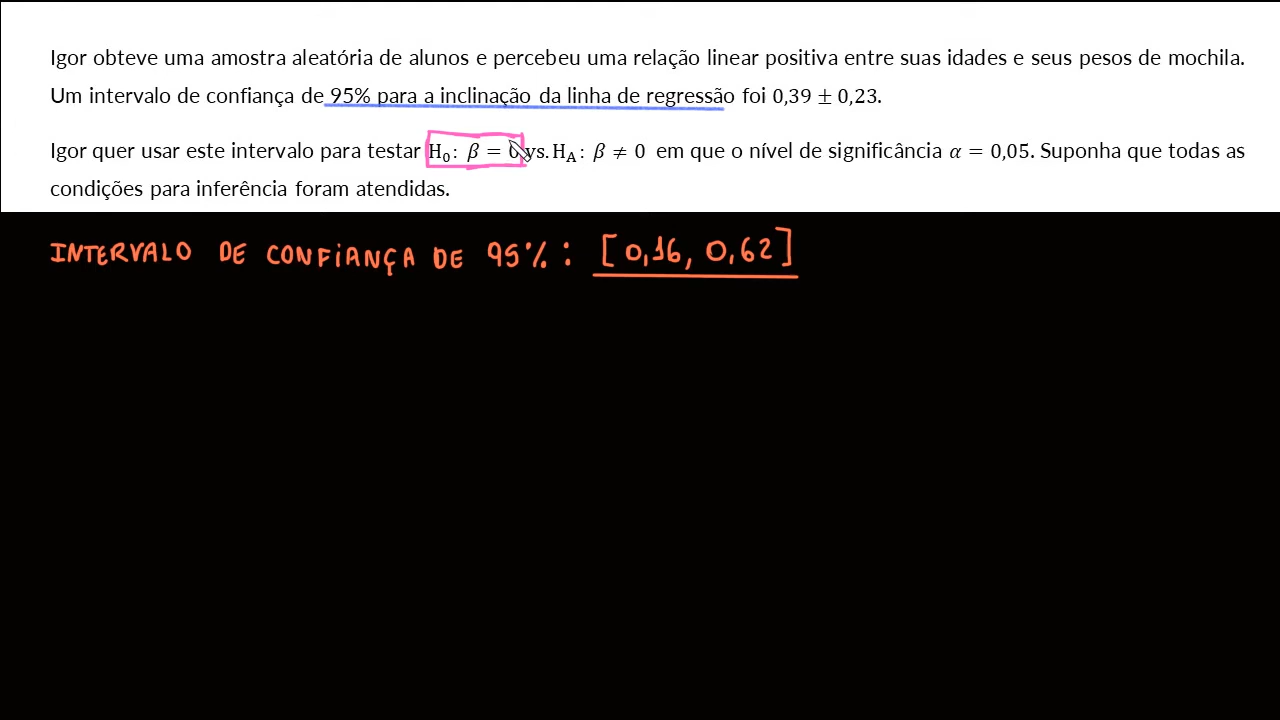 Igor obteve uma amostra aleatória de alunos e percebeu uma relação linear positiva entre suas idades e seus pesos de mochila.
Um intervalo de confiança de 95% para a inclinação da linha de regressão foi 0,39 ± 0,23.
Igor quer usar este intervalo para testar H₀: β = 0 vs. H_A: β ≠ 0 em que o nível de significância α = 0,05. Suponha que todas as
condições para inferência foram atendidas.
INTERVALO DE CONFIANÇA DE 95%: [0,16, 0,62]